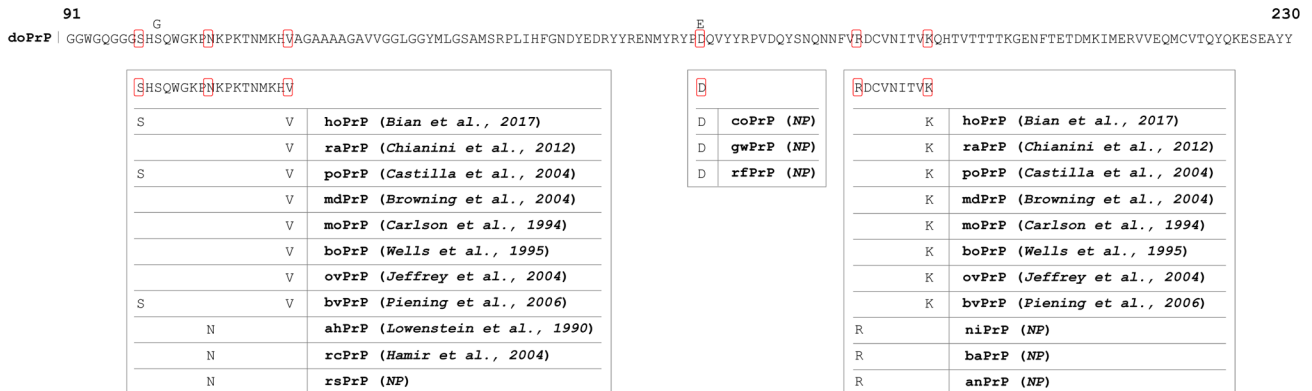 91 230
G E
doPrP GGWGQGGGSHSQWGKPNKPKTNMKHVAGAAAAGAVVGGLGGYMLGSAMSRPLIHFGNDYEDRYYRENMYRYPDQVYYRPVDQYSNQNNFVRDCVNITVKQHTVTTTTKGENFTETDMKIMERVVEQMCVTQYQKESEAYY
SHSQWGKPNKPKTNMKHV
S V hoPrP (Bian et al., 2017)
V raPrP (Chianini et al., 2012)
S V poPrP (Castilla et al., 2004)
V mdPrP (Browning et al., 2004)
V moPrP (Carlson et al., 1994)
V boPrP (Wells et al., 1995)
V ovPrP (Jeffrey et al., 2004)
S V bvPrP (Piening et al., 2006)
N ahPrP (Lowenstein et al., 1990)
N rcPrP (Hamir et al., 2004)
N rsPrP (NP)
D
D coPrP (NP)
D gwPrP (NP)
D rfPrP (NP)
RDCVNITVK
K hoPrP (Bian et al., 2017)
K raPrP (Chianini et al., 2012)
K poPrP (Castilla et al., 2004)
K mdPrP (Browning et al., 2004)
K moPrP (Carlson et al., 1994)
K boPrP (Wells et al., 1995)
K ovPrP (Jeffrey et al., 2004)
K bvPrP (Piening et al., 2006)
R niPrP (NP)
R baPrP (NP)
R anPrP (NP)